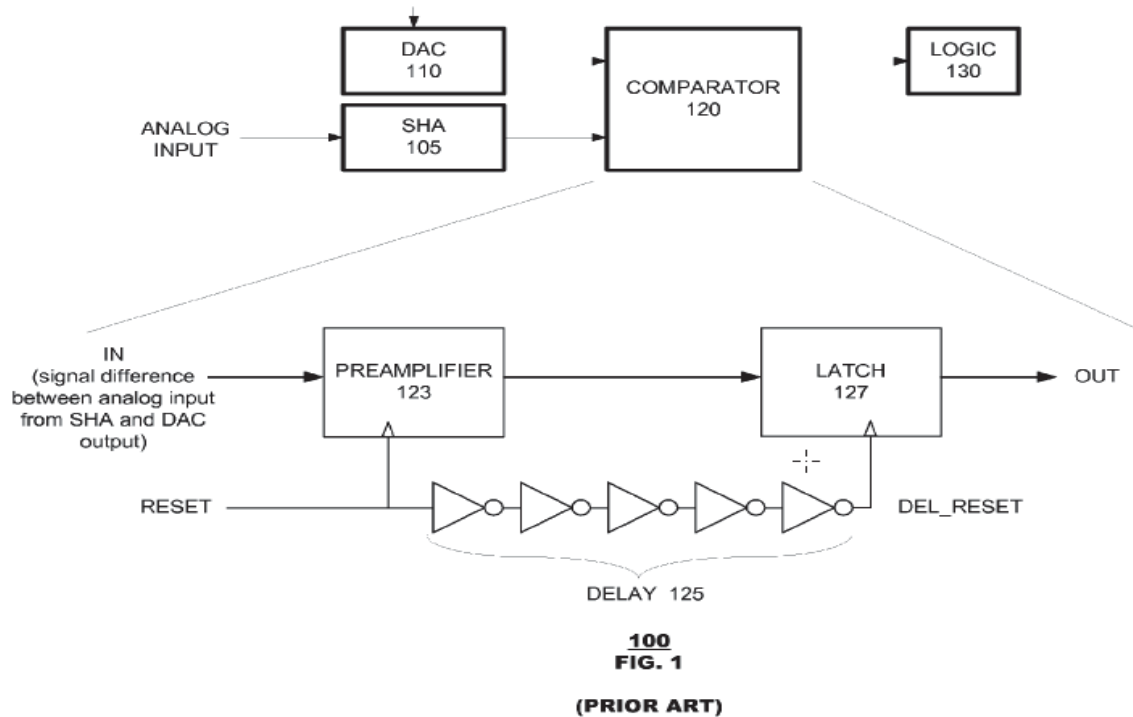 DAC
110
COMPARATOR
120
LOGIC
130
ANALOG
INPUT
SHA
105
IN
(signal difference
between analog input
from SHA and DAC
output)
PREAMPLIFIER
123
LATCH
127
OUT
RESET
DEL_RESET
DELAY 125
100
FIG. 1
(PRIOR ART)